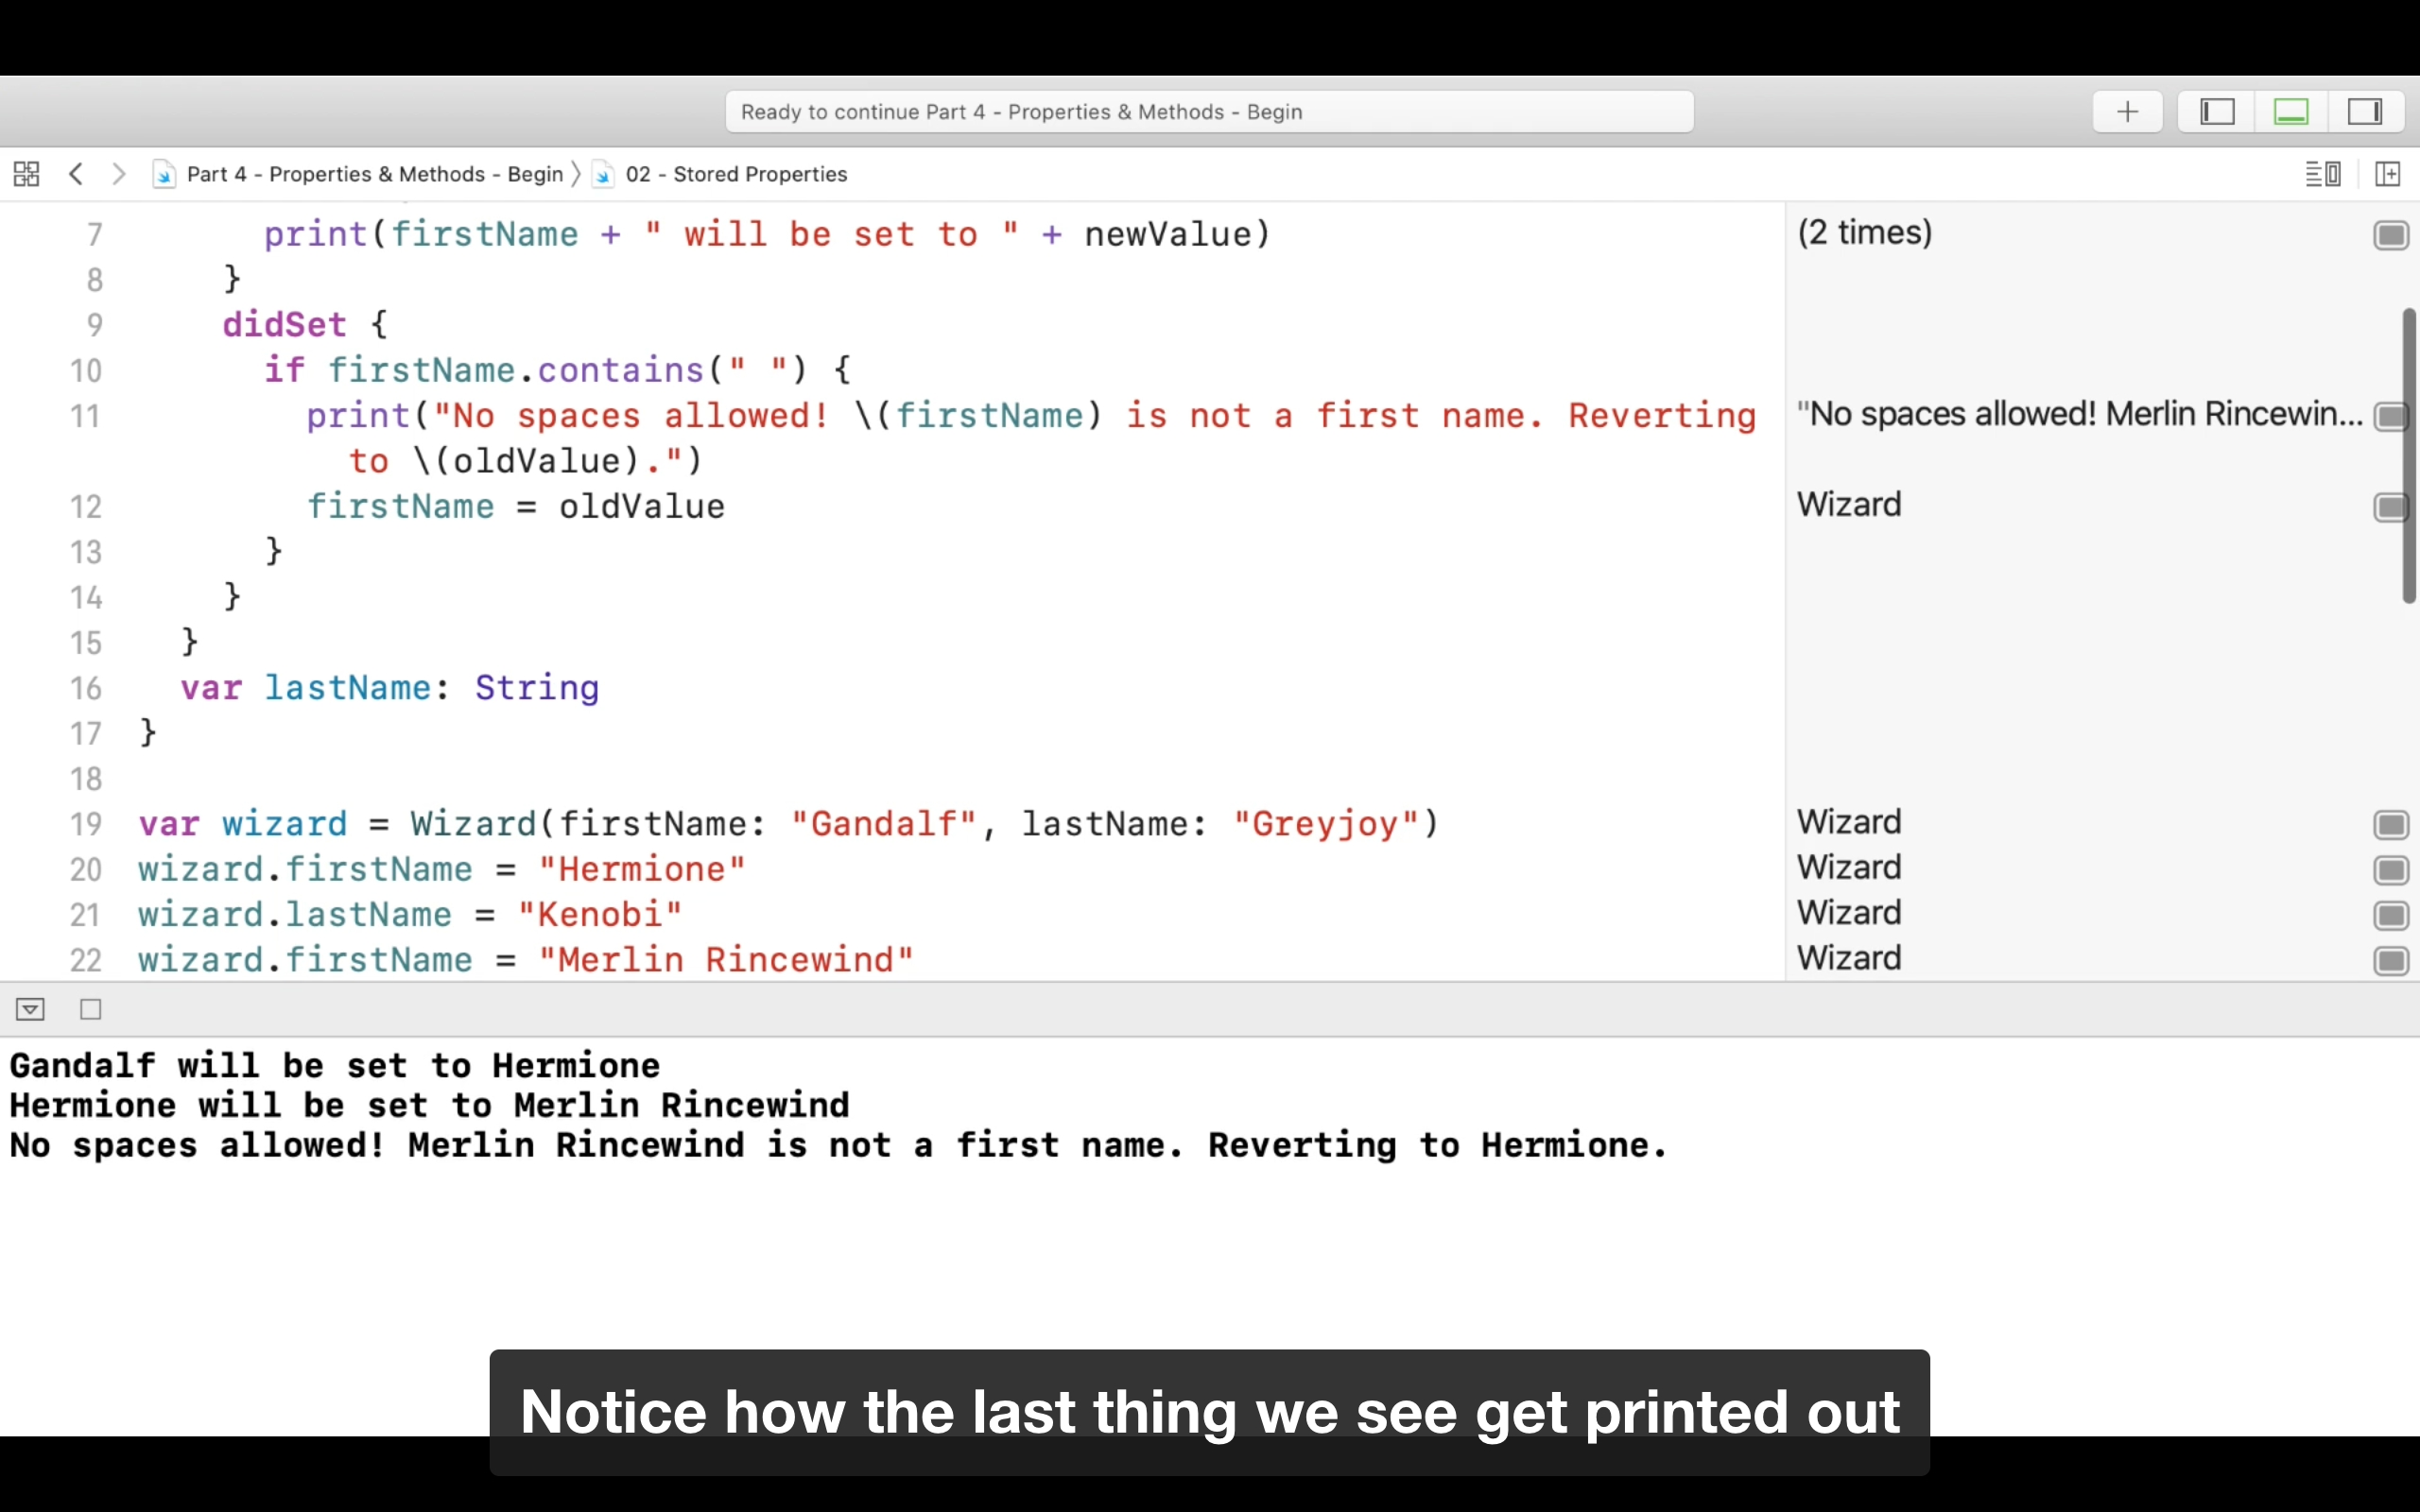 Ready to continue Part 4 - Properties & Methods - Begin
Part 4 - Properties & Methods - Begin 〉 02 - Stored Properties
7 print(firstName + " will be set to " + newValue) (2 times)
8 }
9 didSet {
10 if firstName.contains(" ") {
11 print("No spaces allowed! \(firstName) is not a first name. Reverting "No spaces allowed! Merlin Rincewin...
to \(oldValue).")
12 firstName = oldValue Wizard
13 }
14 }
15 }
16 var lastName: String
17 }
18
19 var wizard = Wizard(firstName: "Gandalf", lastName: "Greyjoy") Wizard
20 wizard.firstName = "Hermione" Wizard
21 wizard.lastName = "Kenobi" Wizard
22 wizard.firstName = "Merlin Rincewind" Wizard
Gandalf will be set to Hermione
Hermione will be set to Merlin Rincewind
No spaces allowed! Merlin Rincewind is not a first name. Reverting to Hermione.
Notice how the last thing we see get printed out